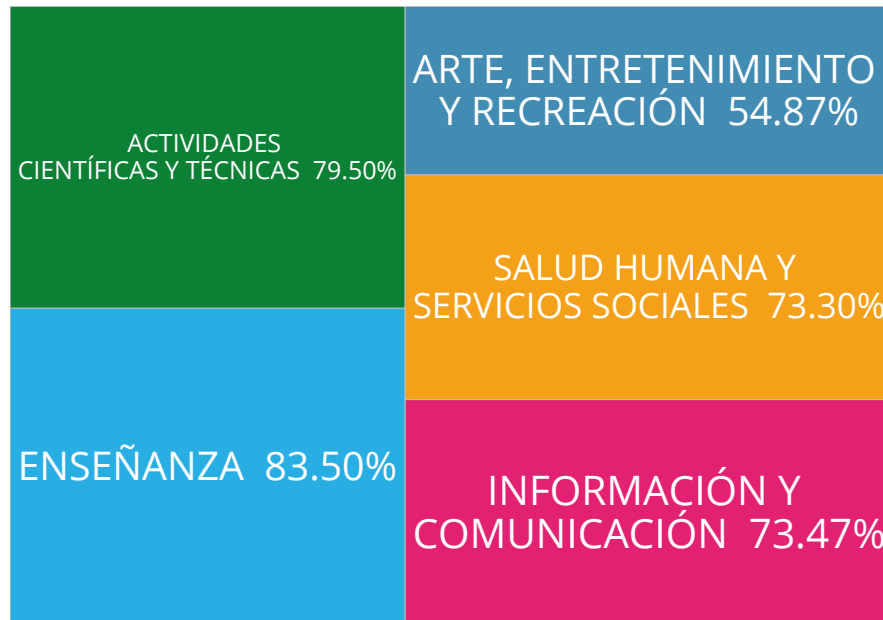 ACTIVIDADES
CIENTÍFICAS Y TÉCNICAS 79.50%
ENSEÑANZA 83.50%
ARTE, ENTRETENIMIENTO
Y RECREACIÓN 54.87%
SALUD HUMANA Y
SERVICIOS SOCIALES 73.30%
INFORMACIÓN Y
COMUNICACIÓN 73.47%